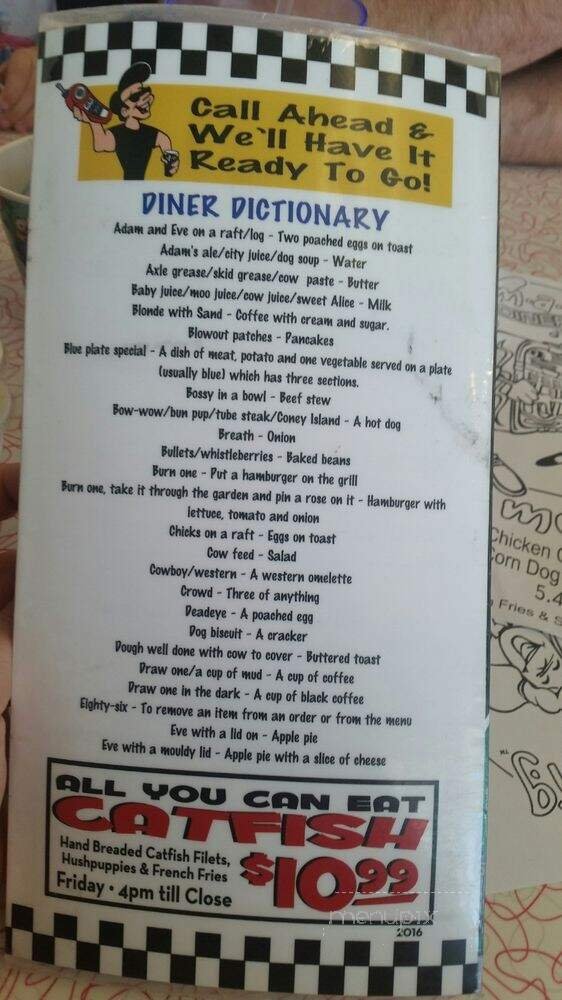 Call Ahead &
We'll Have It
Ready To Go!
DINER DICTIONARY
Adam and Eve on a raft/log - Two poached eggs on toast
Adam's ale/city juice/dog soup - Water
Axle grease/skid grease/cow paste - Butter
Baby juice/moo juice/cow juice/sweet Alice - Milk
Blonde with Sand - Coffee with cream and sugar.
Blowout patches - Pancakes
Blue plate special - A dish of meat, potato and one vegetable served on a plate
(usually blue) which has three sections.
Bossy in a bowl - Beef stew
Bow-wow/bun pup/tube steak/Coney Island - A hot dog
Breath - Onion
Bullets/whistleberries - Baked beans
Burn one - Put a hamburger on the grill
Burn one, take it through the garden and pin a rose on it - Hamburger with
lettuce, tomato and onion
Chicks on a raft - Eggs on toast
Cow feed - Salad
Cowboy/western - A western omelette
Crowd - Three of anything
Deadeye - A poached egg
Dog biscuit - A cracker
Dough well done with cow to cover - Buttered toast
Draw one/a cup of mud - A cup of coffee
Draw one in the dark - A cup of black coffee
Eighty-six - To remove an item from an order or from the menu
Eve with a lid on - Apple pie
Eve with a mouldy lid - Apple pie with a slice of cheese
ALL YOU CAN EAT
CATFISH
Hand Breaded Catfish Filets,
Hushpuppies & French Fries
Friday • 4pm till Close
$10.99
menupix
2016
Chicken
Corn Dog
5.4
Fries & S